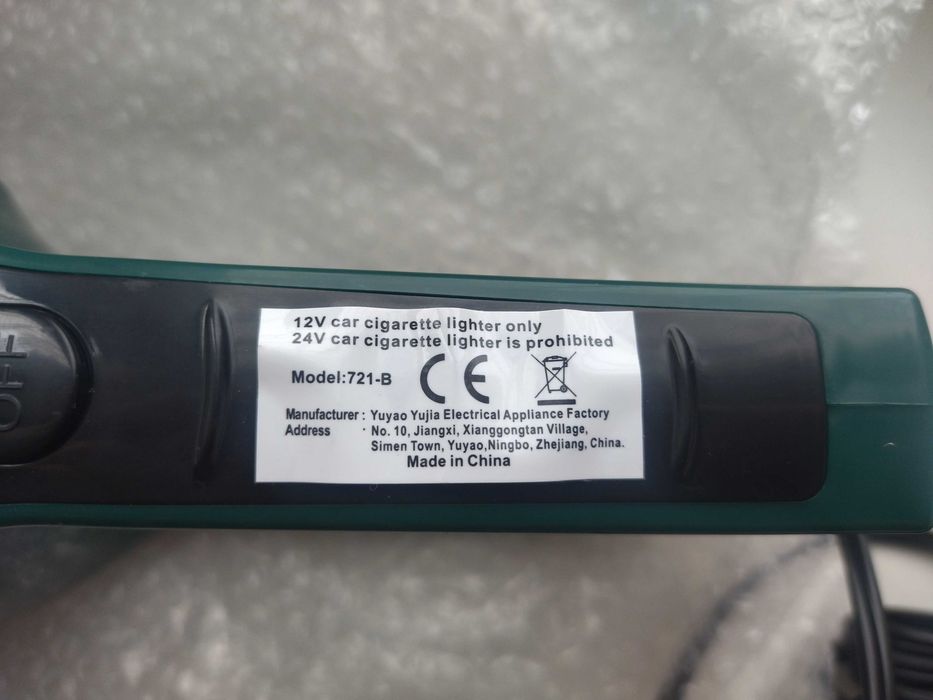 OFF
12V car cigarette lighter only
24V car cigarette lighter is prohibited
Model:721-B CE
Manufacturer : Yuyao Yujia Electrical Appliance Factory
Address : No. 10, Jiangxi, Xianggongtan Village,
Simen Town, Yuyao,Ningbo, Zhejiang, China.
Made in China